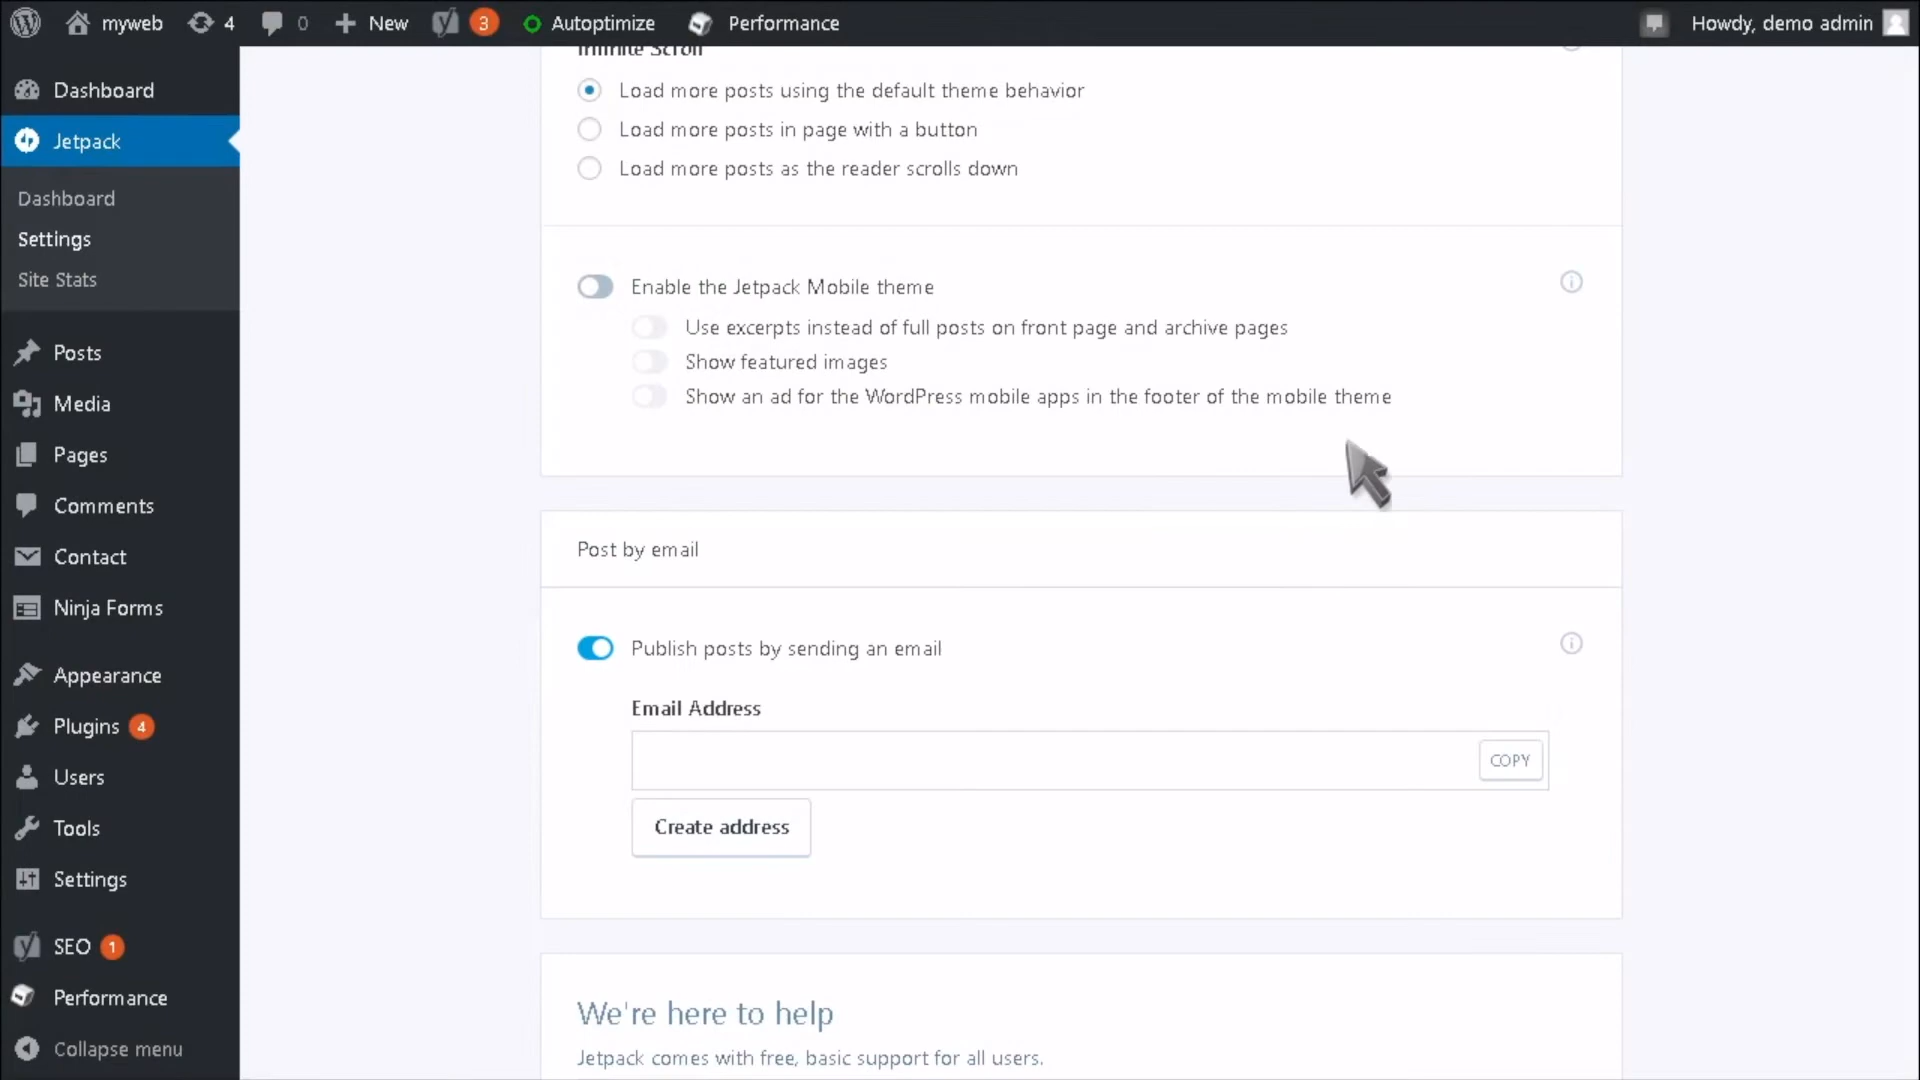 myweb
4
0
New
3
Autoptimize
Performance
Howdy, demo admin
Dashboard
Jetpack
Dashboard
Settings
Site Stats
Posts
Media
Pages
Comments
Contact
Ninja Forms
Appearance
Plugins 4
Users
Tools
Settings
SEO 1
Performance
Collapse menu
Infinite Scroll
Load more posts using the default theme behavior
Load more posts in page with a button
Load more posts as the reader scrolls down
Enable the Jetpack Mobile theme
Use excerpts instead of full posts on front page and archive pages
Show featured images
Show an ad for the WordPress mobile apps in the footer of the mobile theme
Post by email
Publish posts by sending an email
Email Address
COPY
Create address
We're here to help
Jetpack comes with free, basic support for all users.